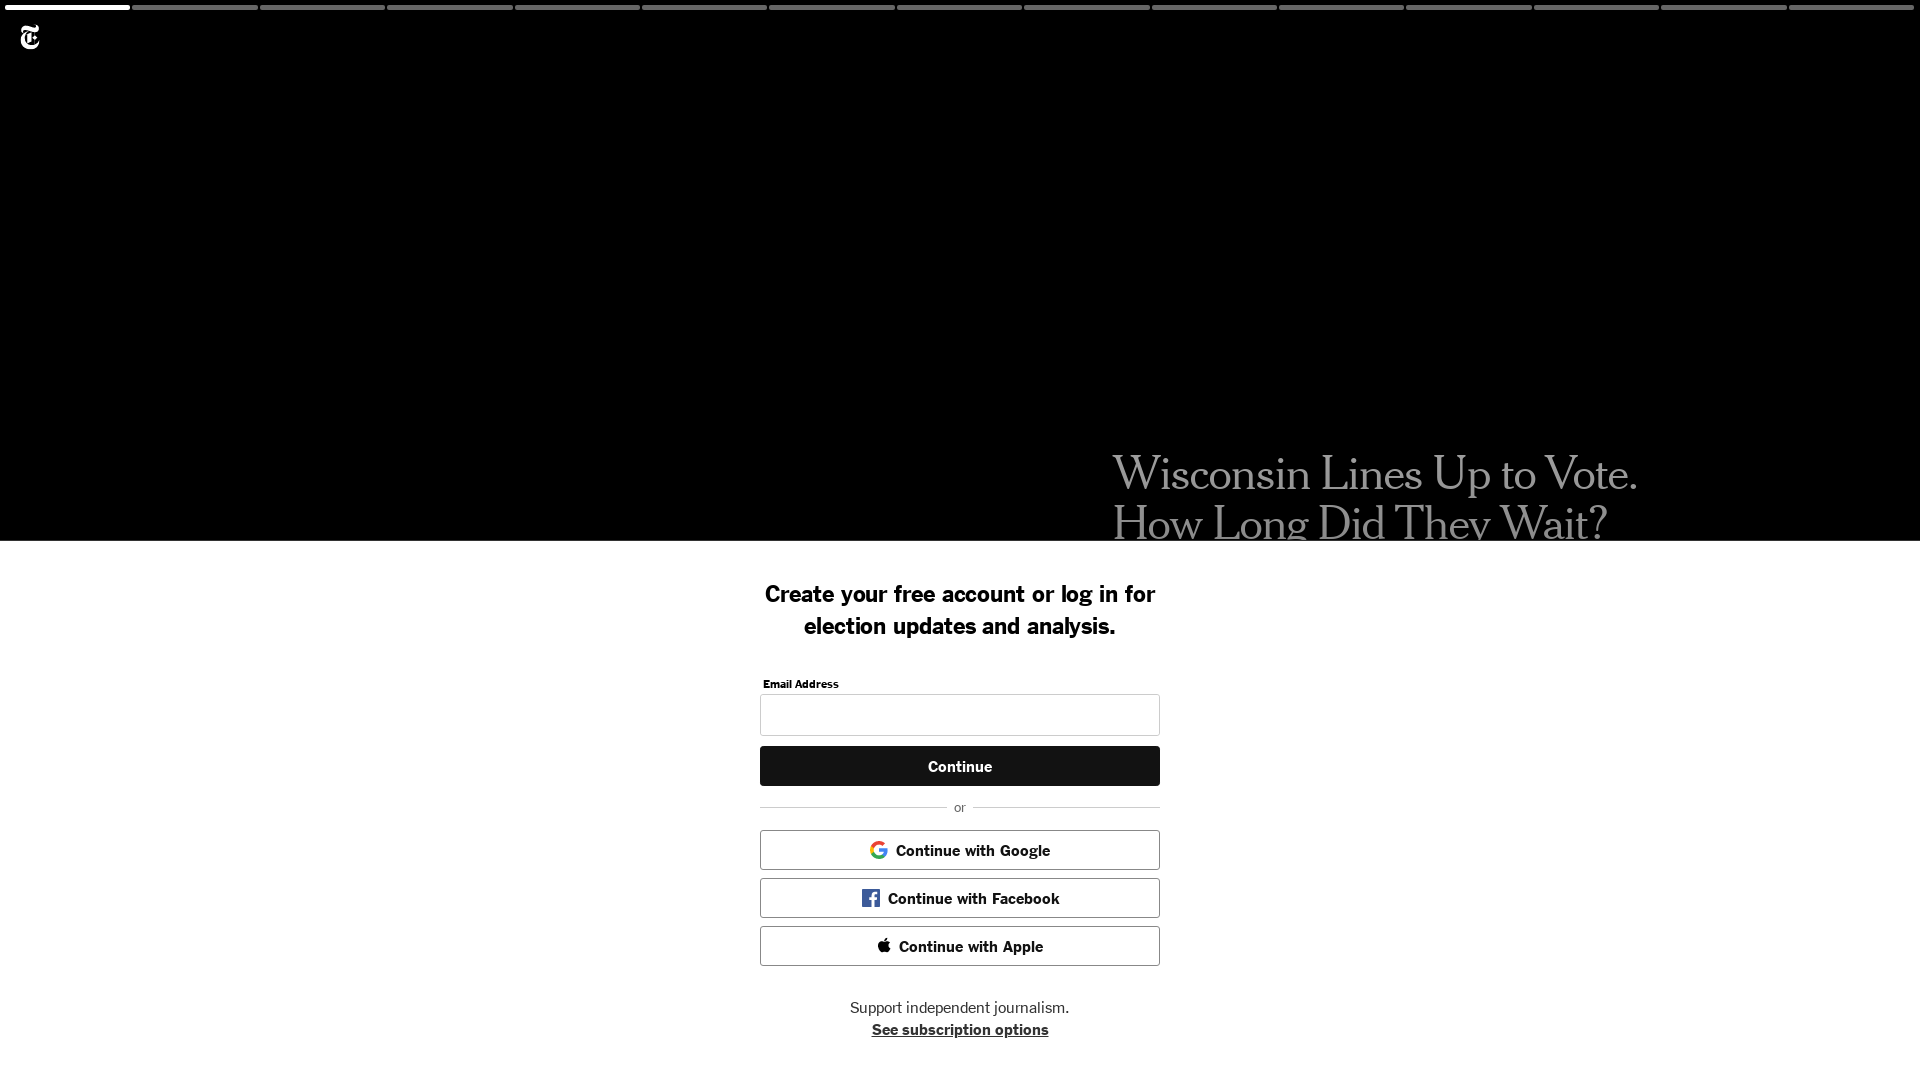 T
Wisconsin Lines Up to Vote.
How Long Did They Wait?
Create your free account or log in for
election updates and analysis.
Email Address
Continue
or
Continue with Google
Continue with Facebook
Continue with Apple
Support independent journalism.
See subscription options